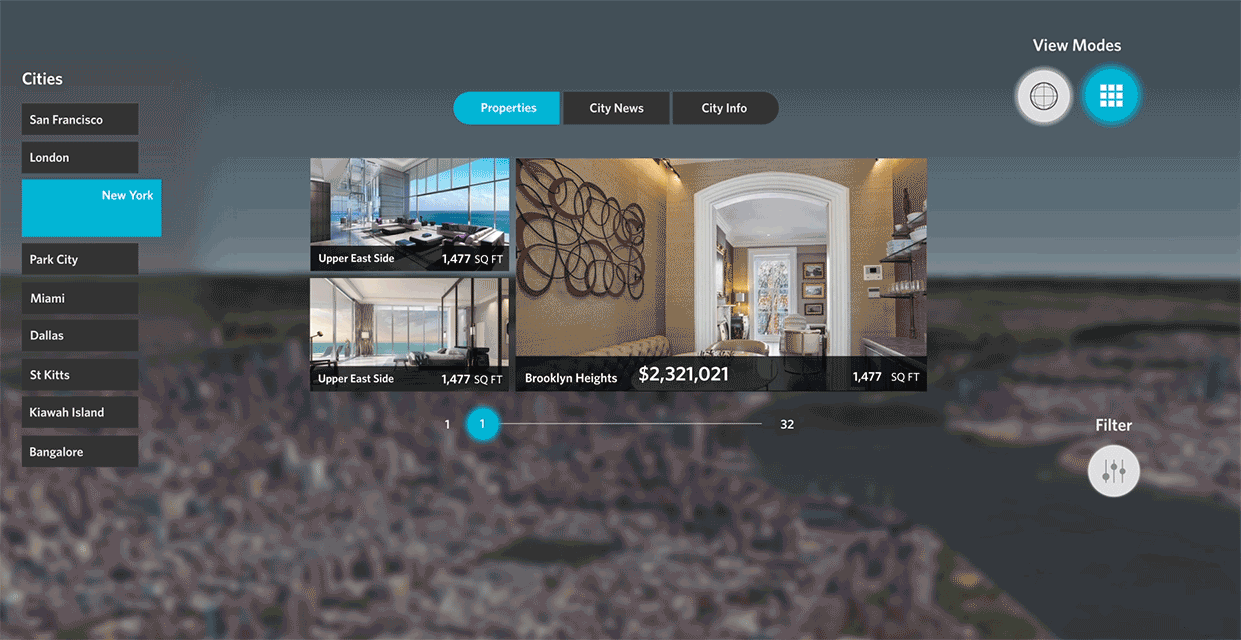 View Modes
Cities
Properties
City News
City Info
San Francisco
London
New York
Park City
Miami
Dallas
St Kitts
Kiawah Island
Bangalore
Upper East Side 1,477 SQ FT
Upper East Side 1,477 SQ FT
Brooklyn Heights $2,321,021 1,477 SQ FT
1 1 32
Filter